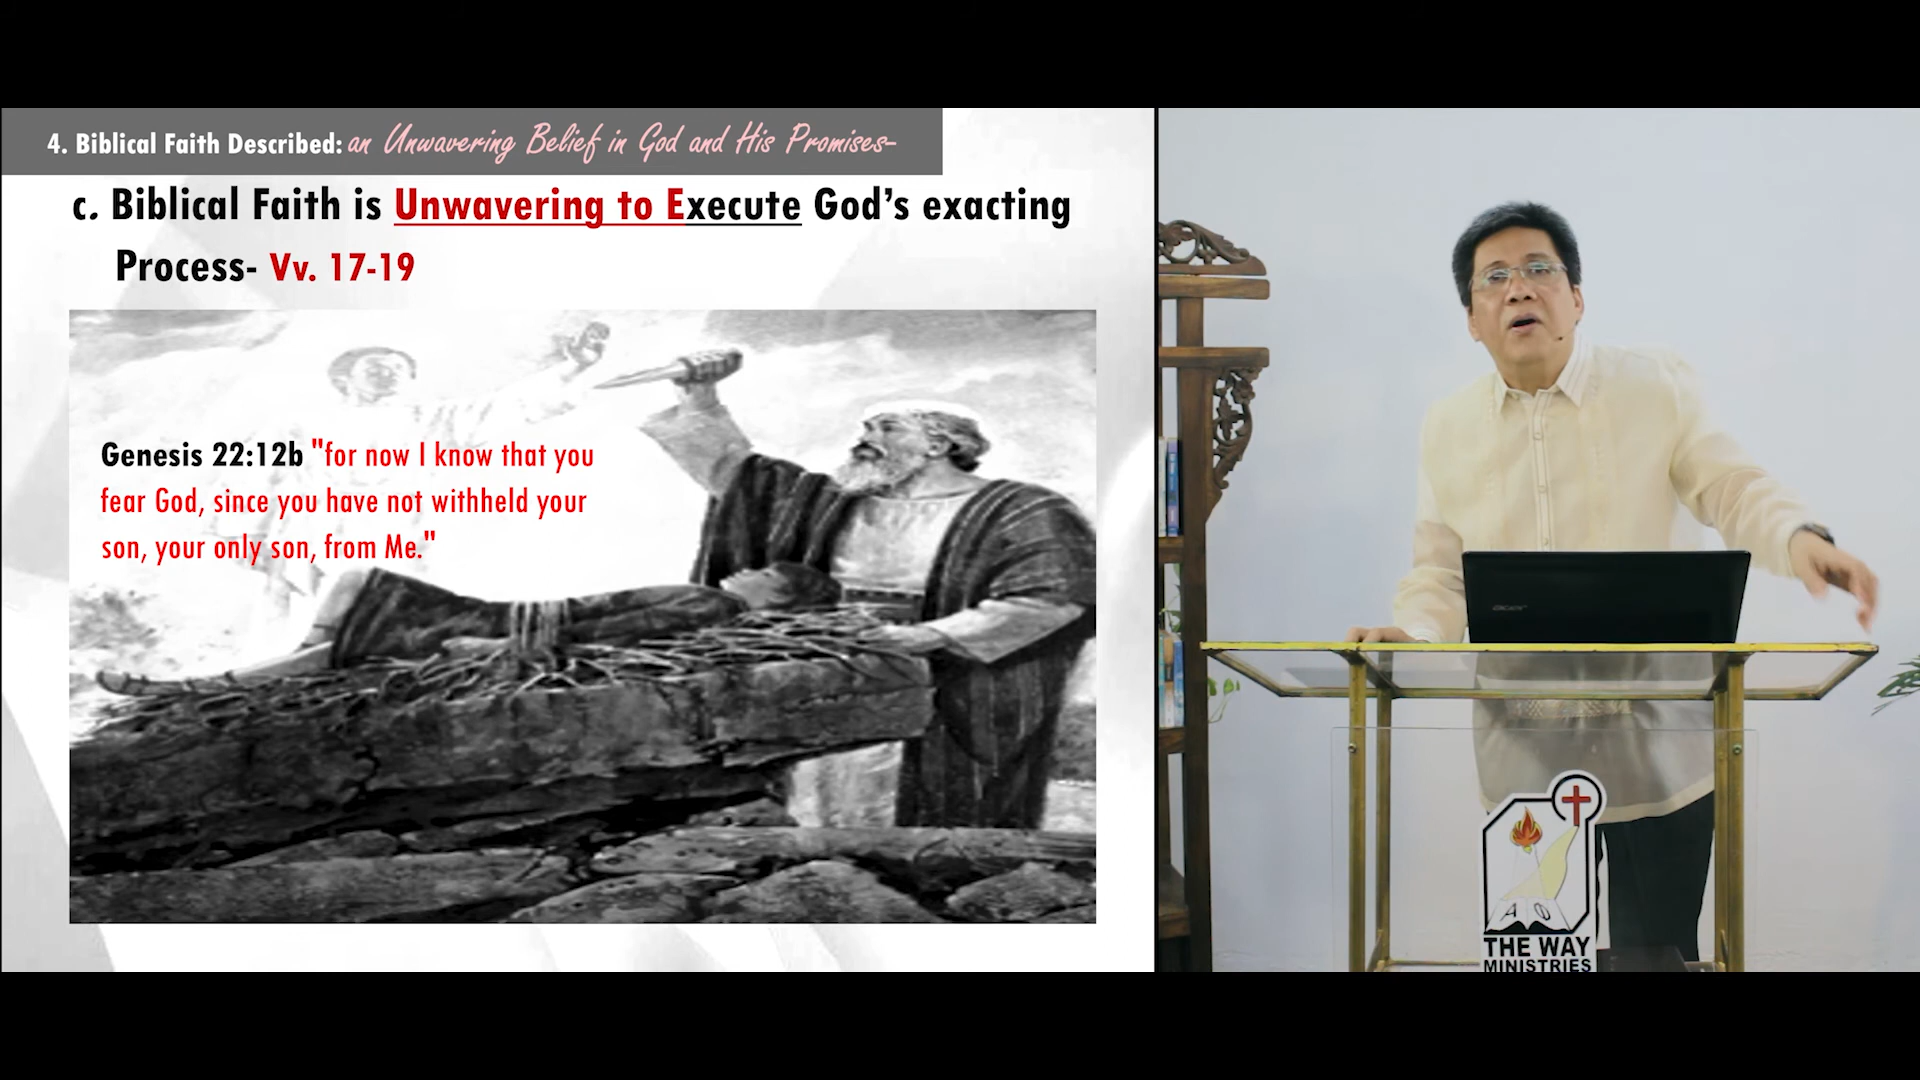 4. Biblical Faith Described: an Unwavering Belief in God and His Promises-
c. Biblical Faith is Unwavering to Execute God's exacting
Process- Vv. 17-19
Genesis 22:12b "for now I know that you
fear God, since you have not withheld your
son, your only son, from Me."
acer
A
THE WAY
MINISTRIES